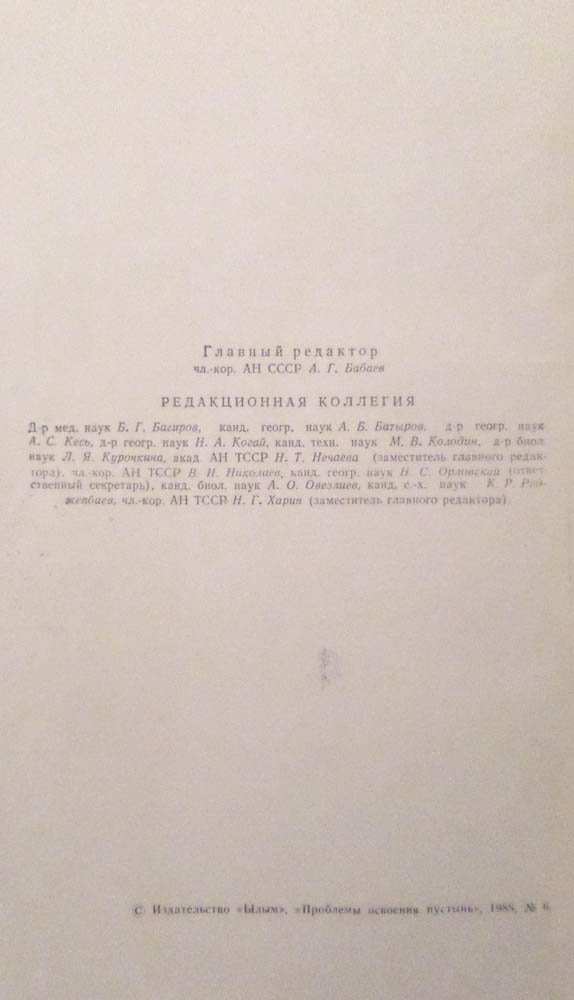 Главный редактор
чл.-кор. АН СССР А. Г. Бабаев
РЕДАКЦИОННАЯ КОЛЛЕГИЯ
Д-р мед. наук Б. Г. Багиров, канд. геогр. наук А. Б. Батыров, д-р геогр. наук
А. С. Кесь, д-р геогр. наук Н. А. Когай, канд. техн. наук М. В. Колодин, д-р биол.
наук Л. Я. Курочкина, акад. АН ТССР Н. Т. Нечаева (заместитель главного редак-
тора), чл.-кор. АН ТССР В. Н. Николаев, канд. геогр. наук Н. С. Орловский (ответ
ственный секретарь), канд. биол. наук А. О. Овезлиев, канд. с.-х. наук К. Р. Рад-
жепбаев, чл.-кор. АН ТССР Н. Г. Харин (заместитель главного редактора).
© Издательство «Ылым», «Проблемы освоения пустынь», 1988, № 6.